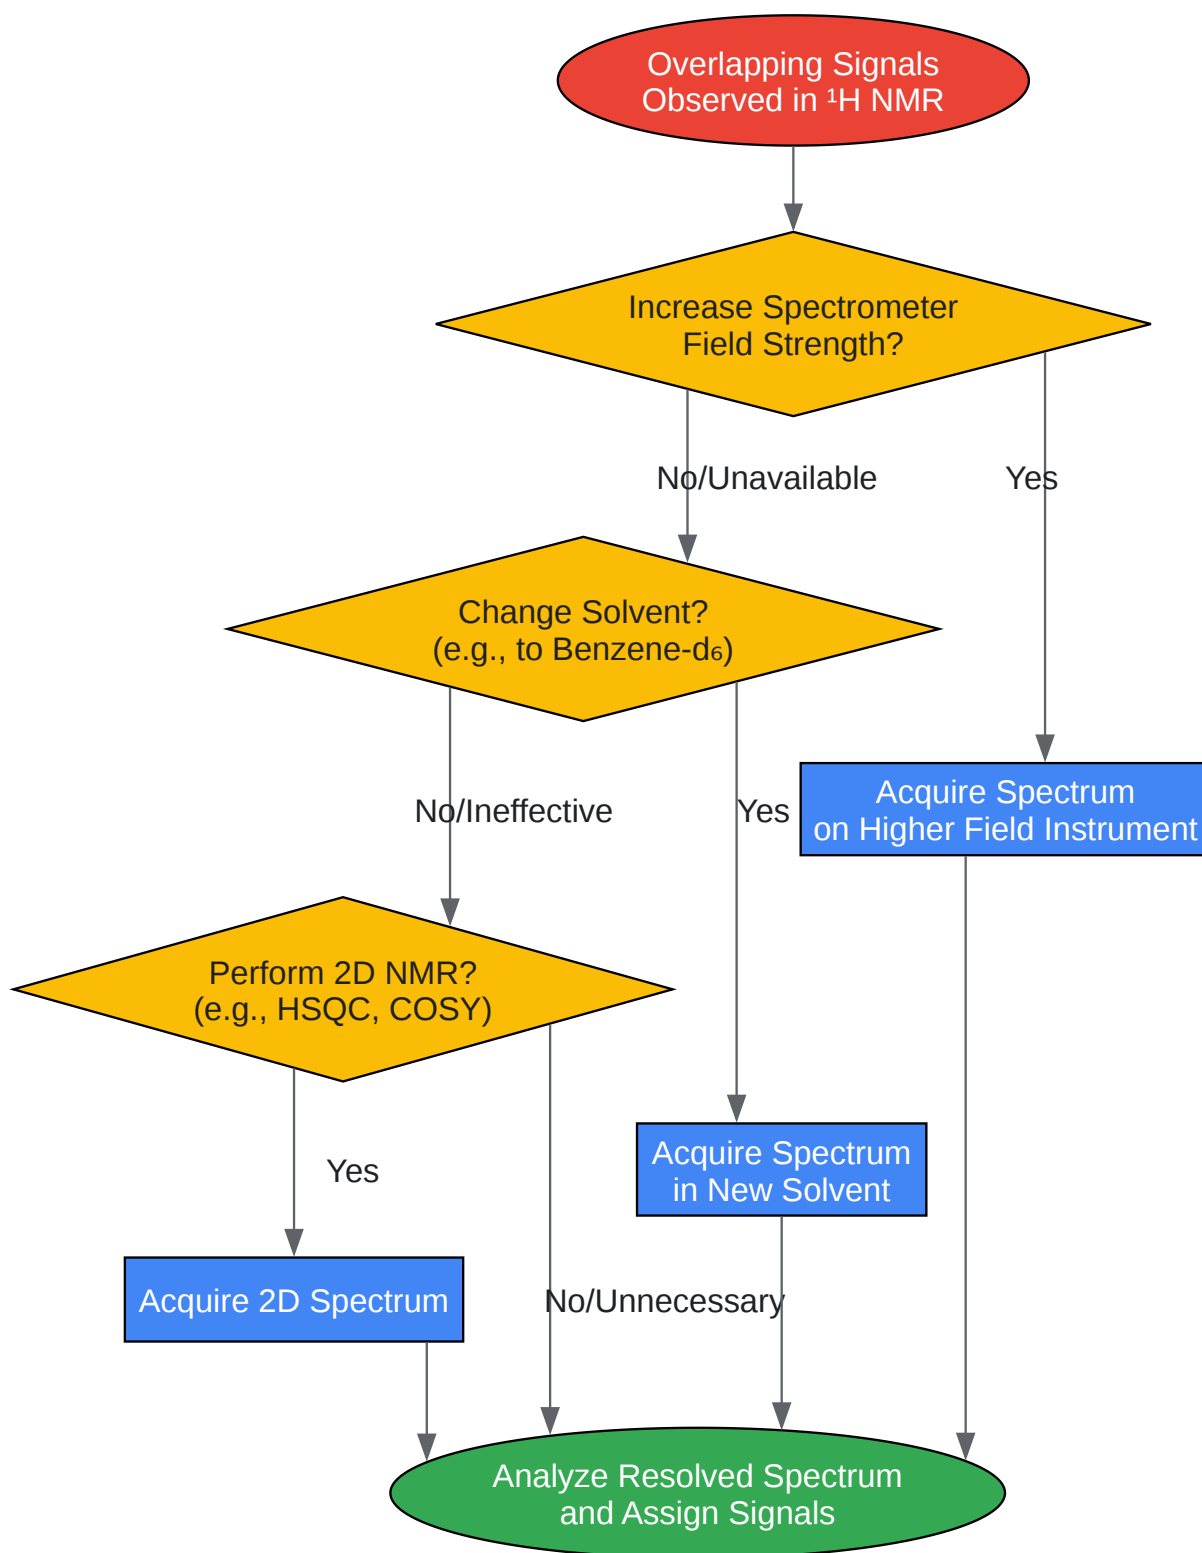 Overlapping Signals
Observed in ¹H NMR
Increase Spectrometer
Field Strength?
No/Unavailable
Yes
Change Solvent?
(e.g., to Benzene-d₆)
Acquire Spectrum
on Higher Field Instrument
No/Ineffective
Yes
Perform 2D NMR?
(e.g., HSQC, COSY)
Acquire Spectrum
in New Solvent
Yes
Acquire 2D Spectrum
No/Unnecessary
Analyze Resolved Spectrum
and Assign Signals